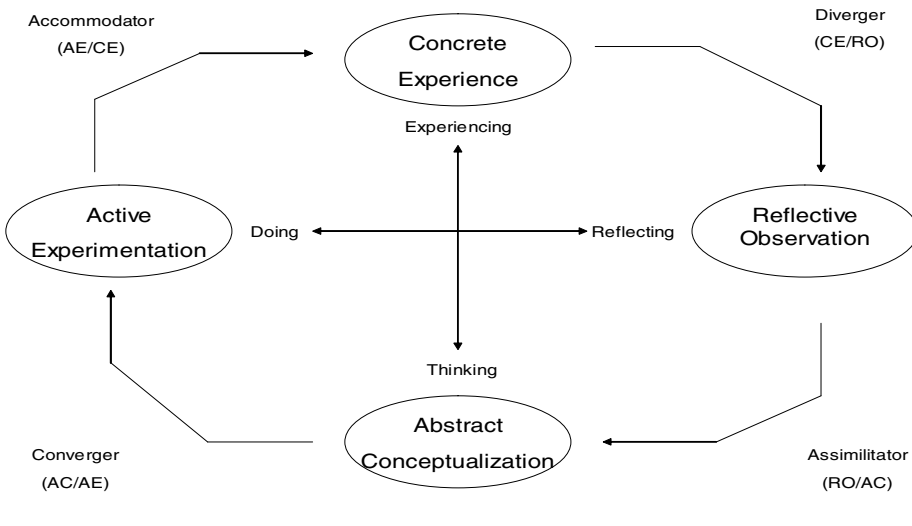 Accommodator
(AE/CE)
Concrete
Experience
Diverger
(CE/RO)
Experiencing
Active
Experimentation
Doing
Reflecting
Reflective
Observation
Thinking
Abstract
Conceptualization
Converger
(AC/AE)
Assimilitator
(RO/AC)